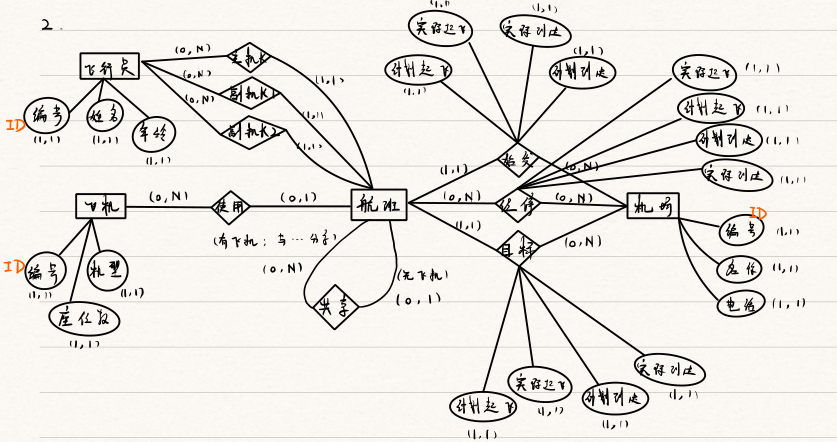 2.
飞行员
(0,N)
主机长
(1,1)
(0,N)
副机长1
(1,1)
(0,N)
副机长2
(1,1)
ID
编号
(1,1)
姓名
(1,1)
年龄
(1,1)
飞机
(0,N)
使用
(0,1)
航班
ID
编号
(1,1)
机型
(1,1)
座位数
(1,1)
(有飞机:与…分享)
(0,N)
共享
(无飞机)
(0,1)
(1,1)
实际起飞
(1,1)
实际到达
计划起飞
(1,1)
(1,1)
计划到达
实际起飞
(1,1)
计划起飞
(1,1)
计划到达
(1,1)
实际到达
(1,1)
(1,1)
始发
(0,N)
(0,N)
经停
(0,N)
(1,1)
目标
(0,N)
机场
ID
编号
(1,1)
名称
(1,1)
电话
(1,1)
计划起飞
(1,1)
实际起飞
(1,1)
计划到达
(1,1)
实际到达
(1,1)